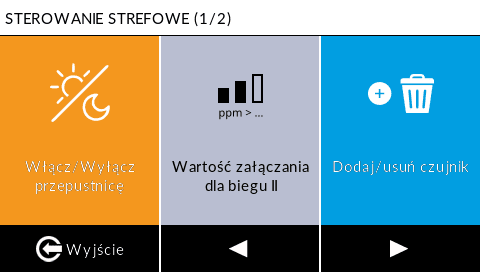 STEROWANIE STREFOWE (1/2)
ppm > ...
Włącz/Wyłącz
przepustnicę
Wartość załączania
dla biegu II
Dodaj/usuń czujnik
Wyjście